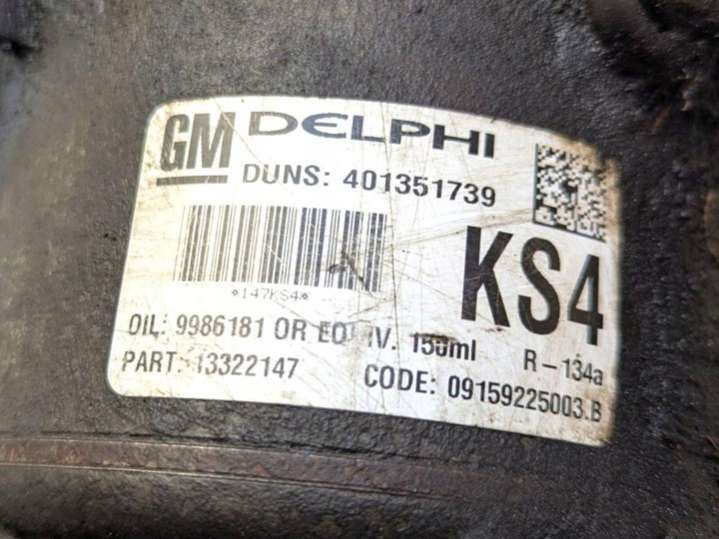 GM DELPHI
DUNS: 401351739
*147KS4*
KS4
OIL: 9986181 OR EQUIV. 150ml R-134a
PART: 13322147 CODE: 09159225003.B